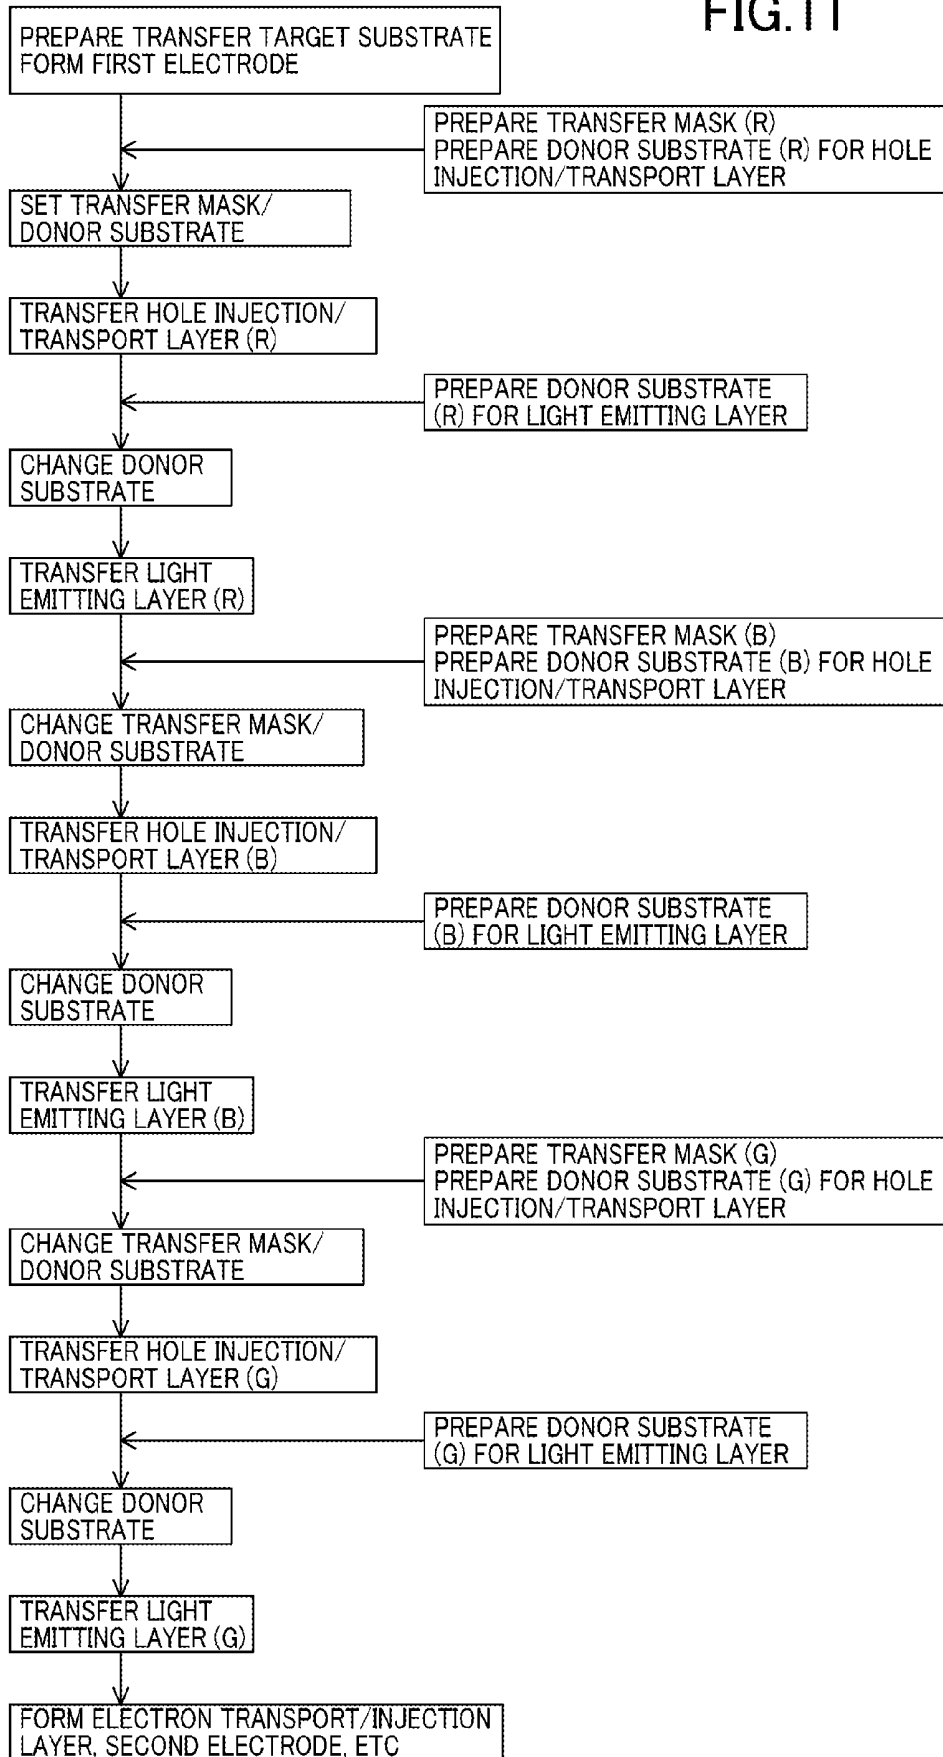 FIG.11
PREPARE TRANSFER TARGET SUBSTRATE
FORM FIRST ELECTRODE
PREPARE TRANSFER MASK (R)
PREPARE DONOR SUBSTRATE (R) FOR HOLE
INJECTION/TRANSPORT LAYER
SET TRANSFER MASK/
DONOR SUBSTRATE
TRANSFER HOLE INJECTION/
TRANSPORT LAYER (R)
PREPARE DONOR SUBSTRATE
(R) FOR LIGHT EMITTING LAYER
CHANGE DONOR
SUBSTRATE
TRANSFER LIGHT
EMITTING LAYER (R)
PREPARE TRANSFER MASK (B)
PREPARE DONOR SUBSTRATE (B) FOR HOLE
INJECTION/TRANSPORT LAYER
CHANGE TRANSFER MASK/
DONOR SUBSTRATE
TRANSFER HOLE INJECTION/
TRANSPORT LAYER (B)
PREPARE DONOR SUBSTRATE
(B) FOR LIGHT EMITTING LAYER
CHANGE DONOR
SUBSTRATE
TRANSFER LIGHT
EMITTING LAYER (B)
PREPARE TRANSFER MASK (G)
PREPARE DONOR SUBSTRATE (G) FOR HOLE
INJECTION/TRANSPORT LAYER
CHANGE TRANSFER MASK/
DONOR SUBSTRATE
TRANSFER HOLE INJECTION/
TRANSPORT LAYER (G)
PREPARE DONOR SUBSTRATE
(G) FOR LIGHT EMITTING LAYER
CHANGE DONOR
SUBSTRATE
TRANSFER LIGHT
EMITTING LAYER (G)
FORM ELECTRON TRANSPORT/INJECTION
LAYER, SECOND ELECTRODE, ETC